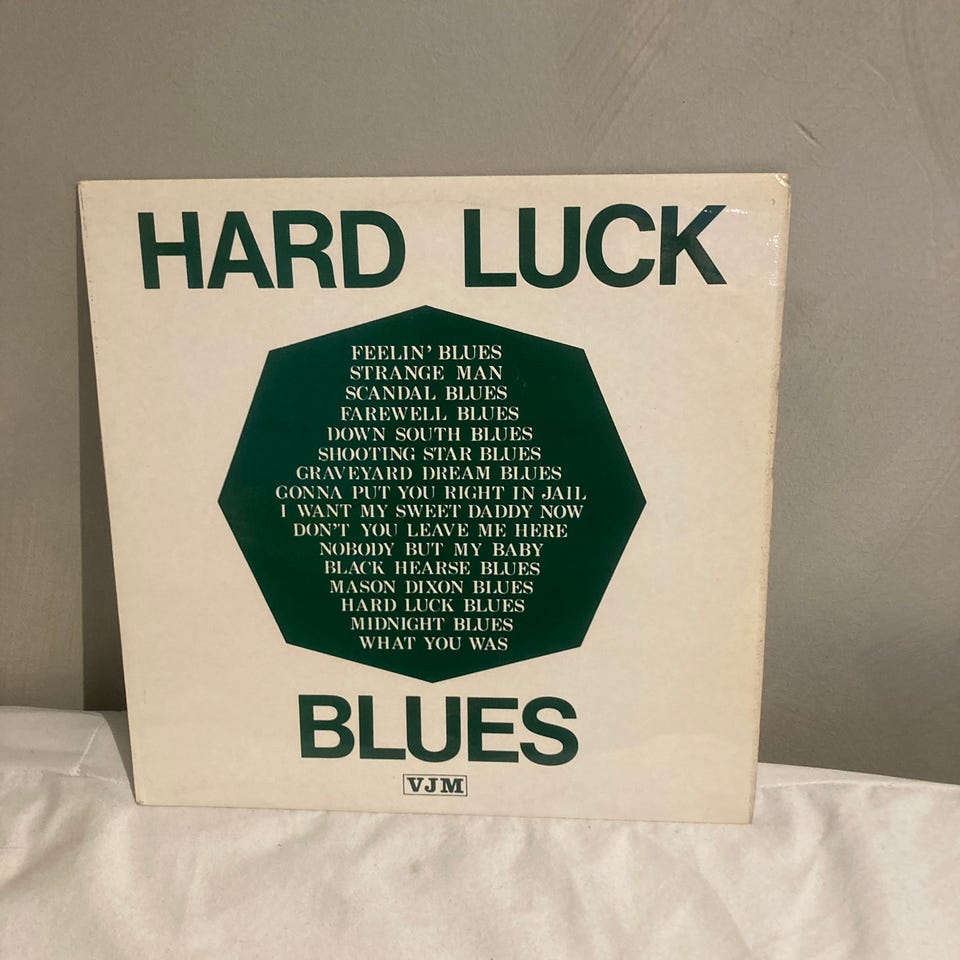 HARD LUCK
FEELIN' BLUES
STRANGE MAN
SCANDAL BLUES
FAREWELL BLUES
DOWN SOUTH BLUES
SHOOTING STAR BLUES
GRAVEYARD DREAM BLUES
GONNA PUT YOU RIGHT IN JAIL
I WANT MY SWEET DADDY NOW
DON'T YOU LEAVE ME HERE
NOBODY BUT MY BABY
BLACK HEARSE BLUES
MASON DIXON BLUES
HARD LUCK BLUES
MIDNIGHT BLUES
WHAT YOU WAS
BLUES
VJM